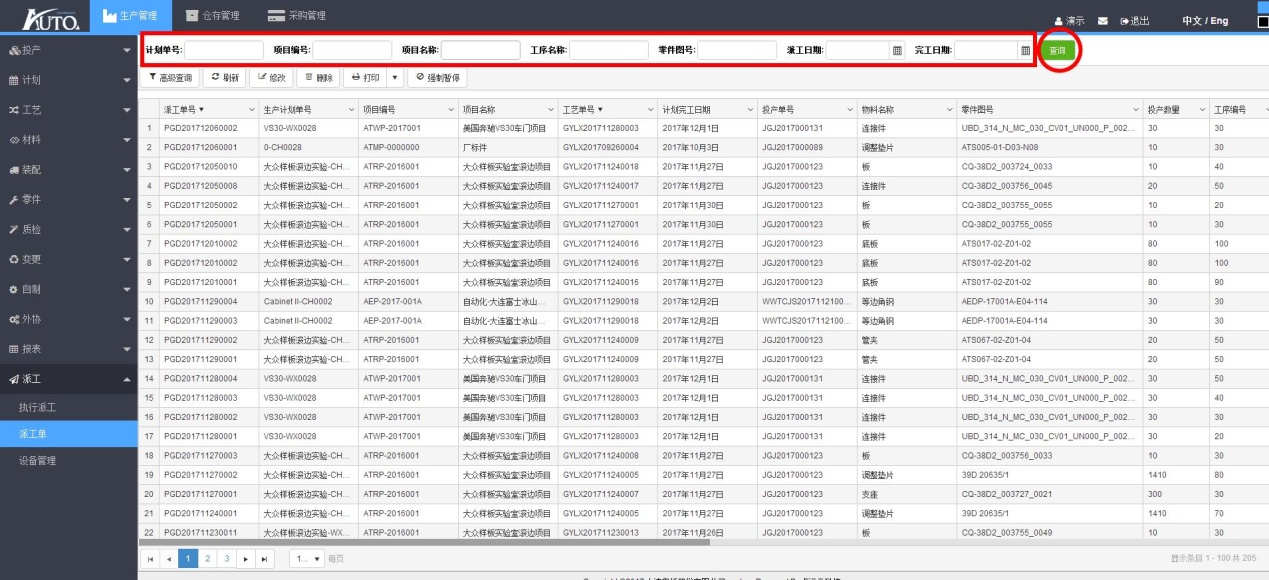 AUTO.
生产管理 仓存管理 采购管理
演示 退出 中文 / Eng
计划单号: 项目编号: 项目名称: 工序名称: 零件图号: 派工日期: 完工日期: 查询
高级查询 刷新 修改 删除 打印 强制暂停
投产
计划
工艺
材料
装配
零件
质检
变更
自制
外协
报表
派工
执行派工
派工单
设备管理
派工单号 生产计划单号 项目编号 项目名称 工艺单号 计划完工日期 投产单号 物料名称 零件图号 投产数量 工序编号
1 PGD201712060002 VS30-WX0028 ATWP-2017001 美国奔驰VS30车门项目 GYLX201711280003 2017年12月1日 JGJ2017000131 连接件 UBD_314_N_MC_030_CV01_UN000_P_002... 30 30
2 PGD201712060001 0-CH0028 ATMP-0000000 厂标件 GYLX201709260004 2017年10月3日 JGJ2017000089 调整垫片 ATS005-01-D03-N08 10 30
3 PGD201712050010 大众样板滚边实验-CH... ATRP-2016001 大众样板实验室滚边项目 GYLX201711240018 2017年11月27日 JGJ2017000123 板 CQ-38D2_003724_0033 10 40
4 PGD201712050008 大众样板滚边实验-CH... ATRP-2016001 大众样板实验室滚边项目 GYLX201711240017 2017年11月27日 JGJ2017000123 连接件 CQ-38D2_003756_0045 20 50
5 PGD201712050002 大众样板滚边实验-CH... ATRP-2016001 大众样板实验室滚边项目 GYLX201711270001 2017年11月30日 JGJ2017000123 板 CQ-38D2_003755_0055 10 20
6 PGD201712050001 大众样板滚边实验-CH... ATRP-2016001 大众样板实验室滚边项目 GYLX201711270001 2017年11月30日 JGJ2017000123 板 CQ-38D2_003755_0055 10 30
7 PGD201712010002 大众样板滚边实验-CH... ATRP-2016001 大众样板实验室滚边项目 GYLX201711240016 2017年11月27日 JGJ2017000123 底板 ATS017-02-Z01-02 80 100
8 PGD201712010002 大众样板滚边实验-CH... ATRP-2016001 大众样板实验室滚边项目 GYLX201711240016 2017年11月27日 JGJ2017000123 底板 ATS017-02-Z01-02 80 100
9 PGD201712010001 大众样板滚边实验-CH... ATRP-2016001 大众样板实验室滚边项目 GYLX201711240016 2017年11月27日 JGJ2017000123 底板 ATS017-02-Z01-02 80 90
10 PGD201711290004 Cabinet II-CH0002 AEP-2017-001A 自动化-大连富士冰山... GYLX201711290018 2017年12月2日 WWTCJS2017112100... 等边角钢 AEDP-17001A-E04-114 30 30
11 PGD201711290003 Cabinet II-CH0002 AEP-2017-001A 自动化-大连富士冰山... GYLX201711290018 2017年12月2日 WWTCJS2017112100... 等边角钢 AEDP-17001A-E04-114 30 30
12 PGD201711290002 大众样板滚边实验-CH... ATRP-2016001 大众样板实验室滚边项目 GYLX201711240009 2017年11月27日 JGJ2017000123 管夹 ATS067-02-Z01-04 20 50
13 PGD201711290001 大众样板滚边实验-CH... ATRP-2016001 大众样板实验室滚边项目 GYLX201711240009 2017年11月27日 JGJ2017000123 管夹 ATS067-02-Z01-04 20 50
14 PGD201711280004 VS30-WX0028 ATWP-2017001 美国奔驰VS30车门项目 GYLX201711280003 2017年12月1日 JGJ2017000131 连接件 UBD_314_N_MC_030_CV01_UN000_P_002... 30 50
15 PGD201711280003 VS30-WX0028 ATWP-2017001 美国奔驰VS30车门项目 GYLX201711280003 2017年12月1日 JGJ2017000131 连接件 UBD_314_N_MC_030_CV01_UN000_P_002... 30 40
16 PGD201711280002 VS30-WX0028 ATWP-2017001 美国奔驰VS30车门项目 GYLX201711280003 2017年12月1日 JGJ2017000131 连接件 UBD_314_N_MC_030_CV01_UN000_P_002... 30 30
17 PGD201711280001 VS30-WX0028 ATWP-2017001 美国奔驰VS30车门项目 GYLX201711280003 2017年12月1日 JGJ2017000131 连接件 UBD_314_N_MC_030_CV01_UN000_P_002... 30 20
18 PGD201711270003 大众样板滚边实验-CH... ATRP-2016001 大众样板实验室滚边项目 GYLX201711240008 2017年11月27日 JGJ2017000123 板 CQ-38D2_003756_0033 10 30
19 PGD201711270002 大众样板滚边实验-CH... ATRP-2016001 大众样板实验室滚边项目 GYLX201711240005 2017年11月27日 JGJ2017000123 调整垫片 39D 20635/1 1410 80
20 PGD201711270001 大众样板滚边实验-CH... ATRP-2016001 大众样板实验室滚边项目 GYLX201711240007 2017年11月27日 JGJ2017000123 支座 CQ-38D2_003727_0021 300 30
21 PGD201711240001 大众样板滚边实验-CH... ATRP-2016001 大众样板实验室滚边项目 GYLX201711240005 2017年11月27日 JGJ2017000123 调整垫片 39D 20635/1 1410 70
22 PGD201711230011 大众样板滚边实验-WX... ATRP-2016001 大众样板实验室滚边项目 GYLX201711230013 2017年11月26日 JGJ2017000123 板 CQ-38D2_003755_0049 10 30
1 2 3 1... 每页 显示条目 1 - 100 共 205